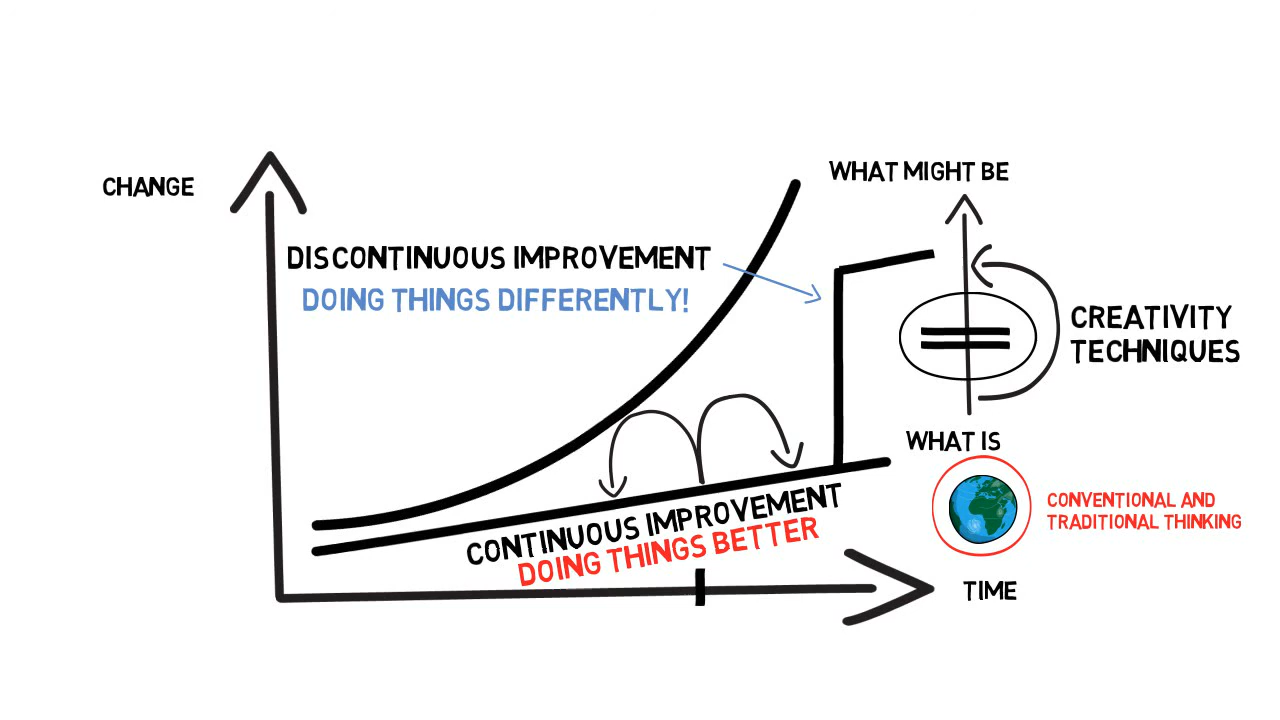 CHANGE
WHAT MIGHT BE
DISCONTINUOUS IMPROVEMENT
DOING THINGS DIFFERENTLY!
CREATIVITY
TECHNIQUES
WHAT IS
CONTINUOUS IMPROVEMENT
DOING THINGS BETTER
CONVENTIONAL AND
TRADITIONAL THINKING
TIME